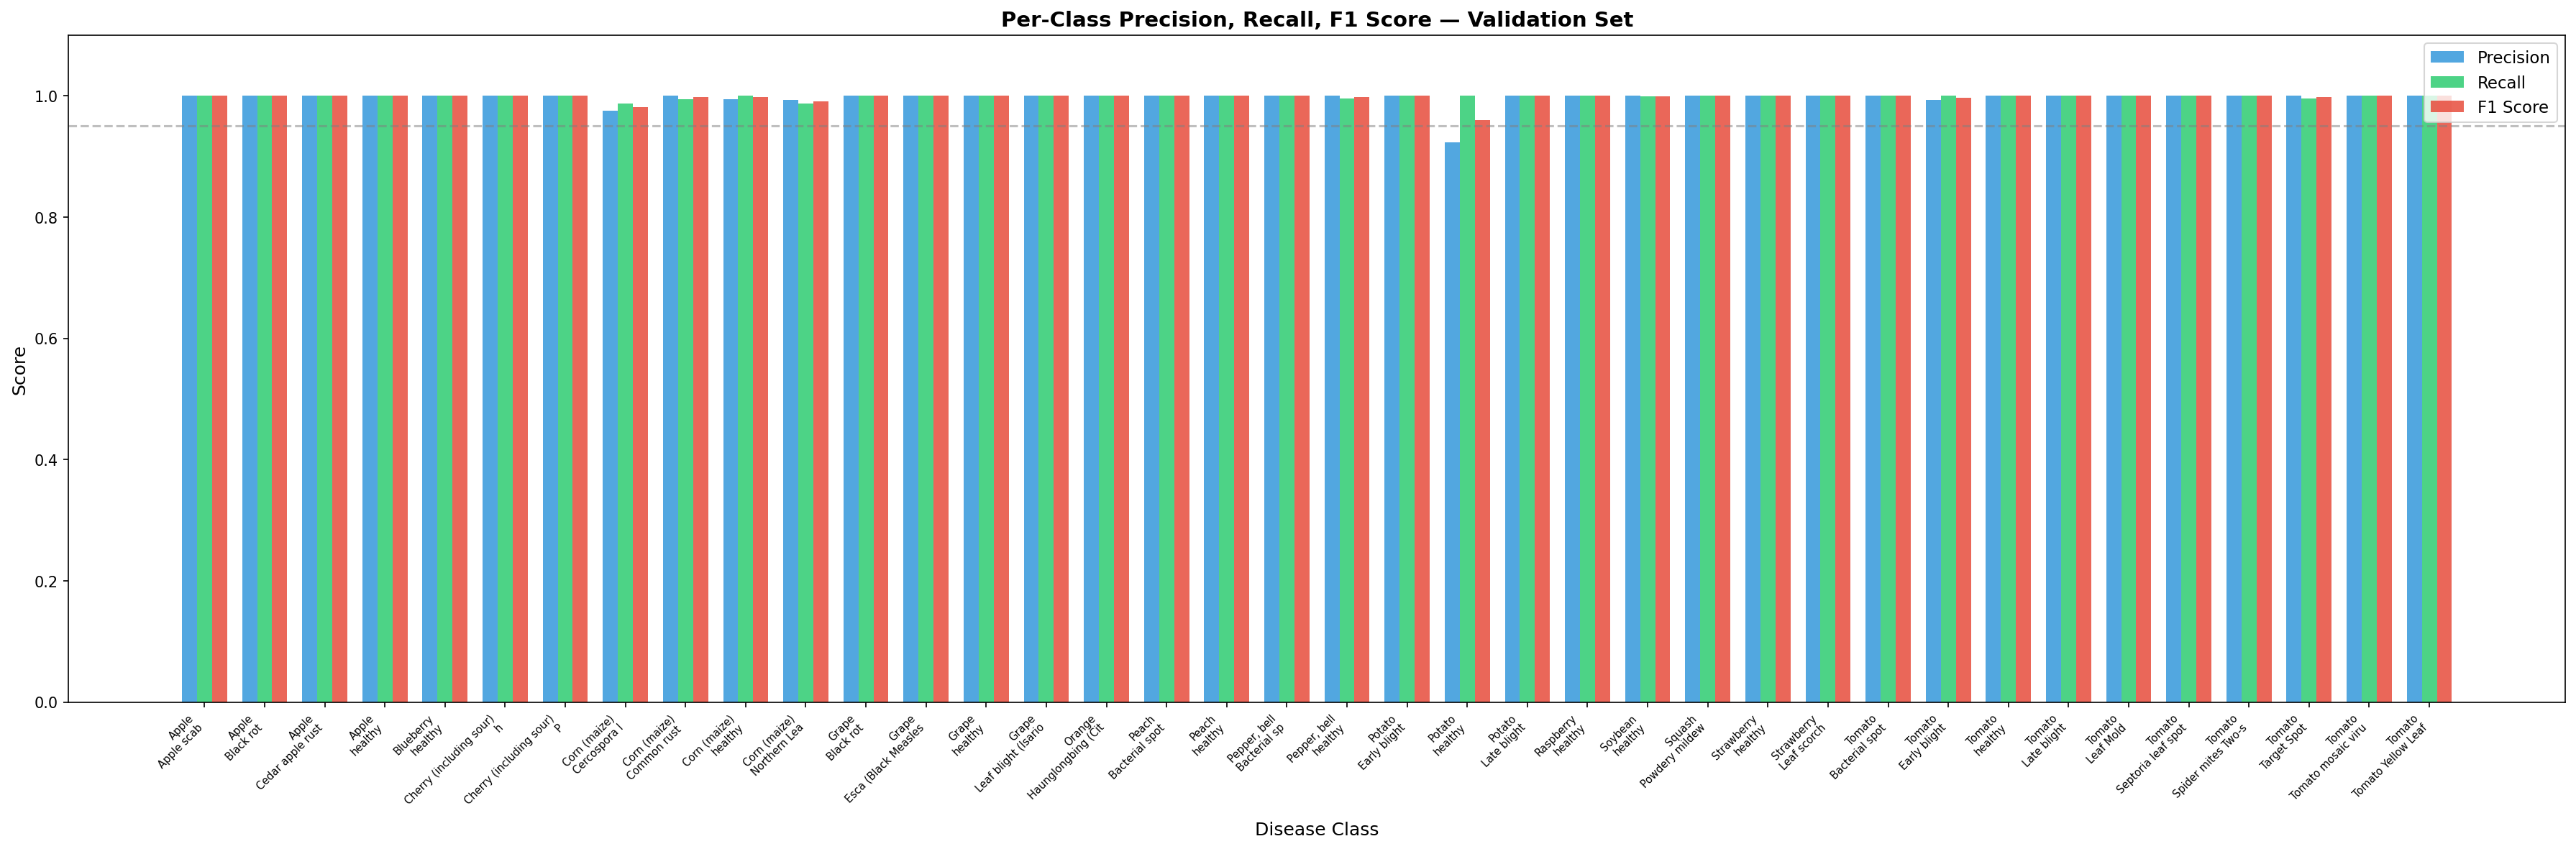 Per-Class Precision, Recall, F1 Score — Validation Set
Precision
Recall
F1 Score
Score
1.0
0.8
0.6
0.4
0.2
0.0
Apple
Apple scab
Apple
Black rot
Apple
Cedar apple rust
Apple
healthy
Blueberry
healthy
Cherry (including sour)
h
Cherry (including sour)
P
Corn (maize)
Cercospora l
Corn (maize)
Common rust
Corn (maize)
healthy
Corn (maize)
Northern Lea
Grape
Black rot
Grape
Esca (Black Measles
Grape
healthy
Grape
Leaf blight (Isario
Orange
Haunglongbing (Cit
Peach
Bacterial spot
Peach
healthy
Pepper, bell
Bacterial sp
Pepper, bell
healthy
Potato
Early blight
Potato
healthy
Potato
Late blight
Raspberry
healthy
Soybean
healthy
Squash
Powdery mildew
Strawberry
healthy
Strawberry
Leaf scorch
Tomato
Bacterial spot
Tomato
Early blight
Tomato
healthy
Tomato
Late blight
Tomato
Leaf Mold
Tomato
Septoria leaf spot
Tomato
Spider mites Two-s
Tomato
Target Spot
Tomato
Tomato mosaic viru
Tomato
Tomato Yellow Leaf
Disease Class